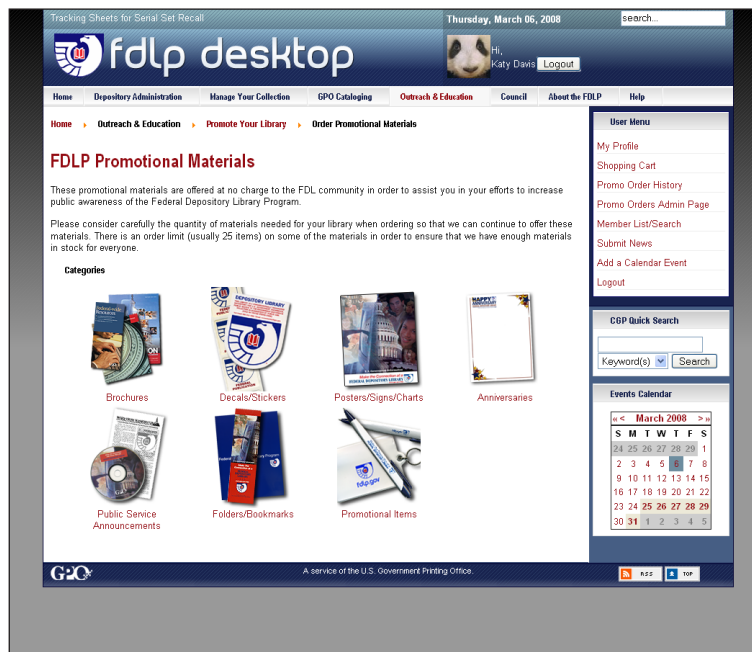 Tracking Sheets for Serial Set Recall
Thursday, March 06, 2008
search...
fdlp desktop
Hi,
Katy Davis Logout
Home Depository Administration Manage Your Collection GPO Cataloging Outreach & Education Council About the FDLP Help
Home Outreach & Education Promote Your Library Order Promotional Materials
FDLP Promotional Materials
These promotional materials are offered at no charge to the FDL community in order to assist you in your efforts to increase
public awareness of the Federal Depository Library Program.
Please consider carefully the quantity of materials needed for your library when ordering so that we can continue to offer these
materials. There is an order limit (usually 25 items) on some of the materials in order to ensure that we have enough materials
in stock for everyone.
Categories
DEPOSITORY LIBRARY
HAPPY
ANNIVERSARY
FEDERAL DEPOSITORY LIBRARY
Brochures
Decals/Stickers
Posters/Signs/Charts
Anniversaries
fdlp.gov
Public Service
Announcements
Folders/Bookmarks
Promotional Items
User Menu
My Profile
Shopping Cart
Promo Order History
Promo Orders Admin Page
Member List/Search
Submit News
Add a Calendar Event
Logout
CGP Quick Search
Keyword(s) Search
Events Calendar
« < March 2008 > »
S M T W T F S
24 25 26 27 28 29 1
2 3 4 5 6 7 8
9 10 11 12 13 14 15
16 17 18 19 20 21 22
23 24 25 26 27 28 29
30 31 1 2 3 4 5
GPO
A service of the U.S. Government Printing Office.
RSS
TOP